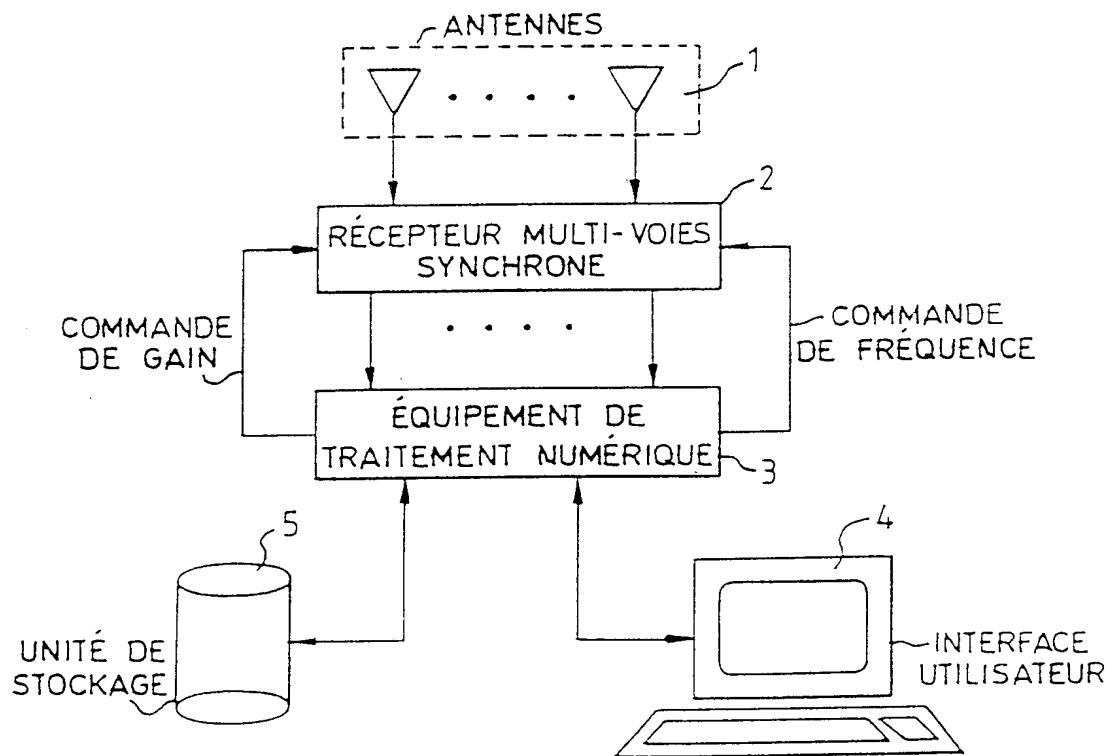 ANTENNES
1
2
RÉCEPTEUR MULTI-VOIES
SYNCHRONE
COMMANDE
DE GAIN
COMMANDE
DE FRÉQUENCE
ÉQUIPEMENT DE
TRAITEMENT NUMÉRIQUE
3
5
4
UNITÉ DE
STOCKAGE
INTERFACE
UTILISATEUR